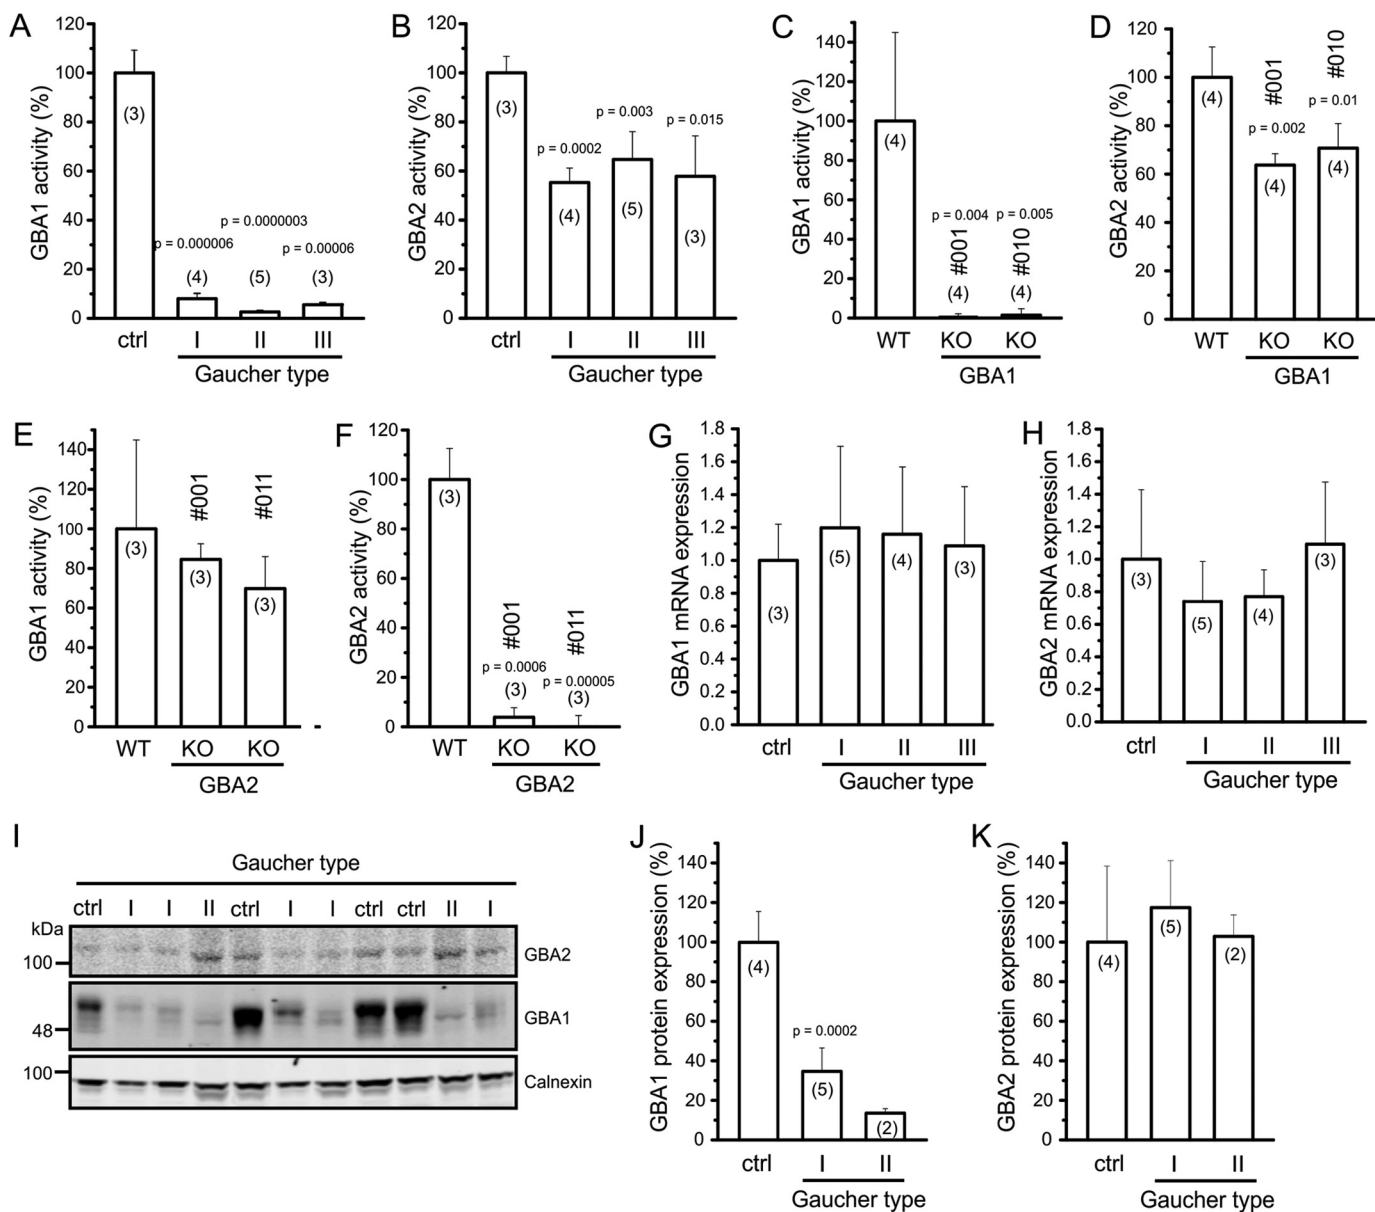 A
GBA1 activity (%)
120
100
80
60
40
20
0
(3)
p = 0.000006
(4)
p = 0.0000003
(5)
p = 0.00006
(3)
ctrl I II III
Gaucher type
B
GBA2 activity (%)
120
100
80
60
40
20
0
(3)
p = 0.0002
(4)
p = 0.003
(5)
p = 0.015
(3)
ctrl I II III
Gaucher type
C
GBA1 activity (%)
140
120
100
80
60
40
20
0
(4)
p = 0.004
#001
(4)
p = 0.005
#010
(4)
WT KO KO
GBA1
D
GBA2 activity (%)
120
100
80
60
40
20
0
(4)
#001
p = 0.002
(4)
#010
p = 0.01
(4)
WT KO KO
GBA1
E
GBA1 activity (%)
140
120
100
80
60
40
20
0
(3)
#001
(3)
#011
(3)
WT KO KO
GBA2
F
GBA2 activity (%)
120
100
80
60
40
20
0
(3)
#001
p = 0.0006
(3)
#011
p = 0.00005
(3)
WT KO KO
GBA2
G
GBA1 mRNA expression
1.8
1.6
1.4
1.2
1.0
0.8
0.6
0.4
0.2
0.0
(3)
(5)
(4)
(3)
ctrl I II III
Gaucher type
H
GBA2 mRNA expression
1.8
1.6
1.4
1.2
1.0
0.8
0.6
0.4
0.2
0.0
(3)
(5)
(4)
(3)
ctrl I II III
Gaucher type
I
Gaucher type
ctrl I I II ctrl I I ctrl ctrl II I
kDa
100
GBA2
48
GBA1
100
Calnexin
J
GBA1 protein expression (%)
140
120
100
80
60
40
20
0
(4)
p = 0.0002
(5)
(2)
ctrl I II
Gaucher type
K
GBA2 protein expression (%)
140
120
100
80
60
40
20
0
(4)
(5)
(2)
ctrl I II
Gaucher type